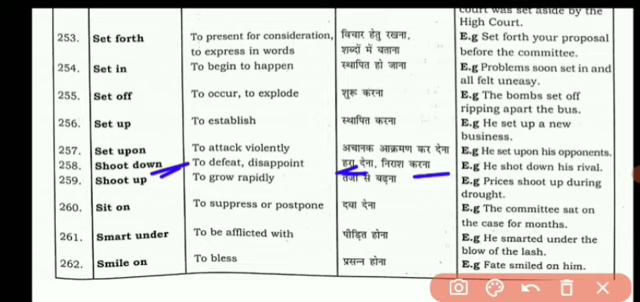 court was set aside by the
High Court.
253. Set forth To present for consideration, विचार हेतु रखना, E.g Set forth your proposal
to express in words शब्दों में बताना before the committee.
254. Set in To begin to happen स्थापित हो जाना E.g Problems soon set in and
all felt uneasy.
255. Set off To occur, to explode शुरू करना E.g The bombs set off
ripping apart the bus.
256. Set up To establish स्थापित करना E.g He set up a new
business.
257. Set upon To attack violently अचानक आक्रमण कर देना E.g He set upon his opponents.
258. Shoot down To defeat, disappoint हरा देना, निराश करना E.g He shot down his rival.
259. Shoot up To grow rapidly तेजी से बढ़ना E.g Prices shoot up during
drought.
260. Sit on To suppress or postpone दबा देना E.g The committee sat on
the case for months.
261. Smart under To be afflicted with पीड़ित होना E.g He smarted under the
blow of the lash.
262. Smile on To bless प्रसन्न होना E.g Fate smiled on him.